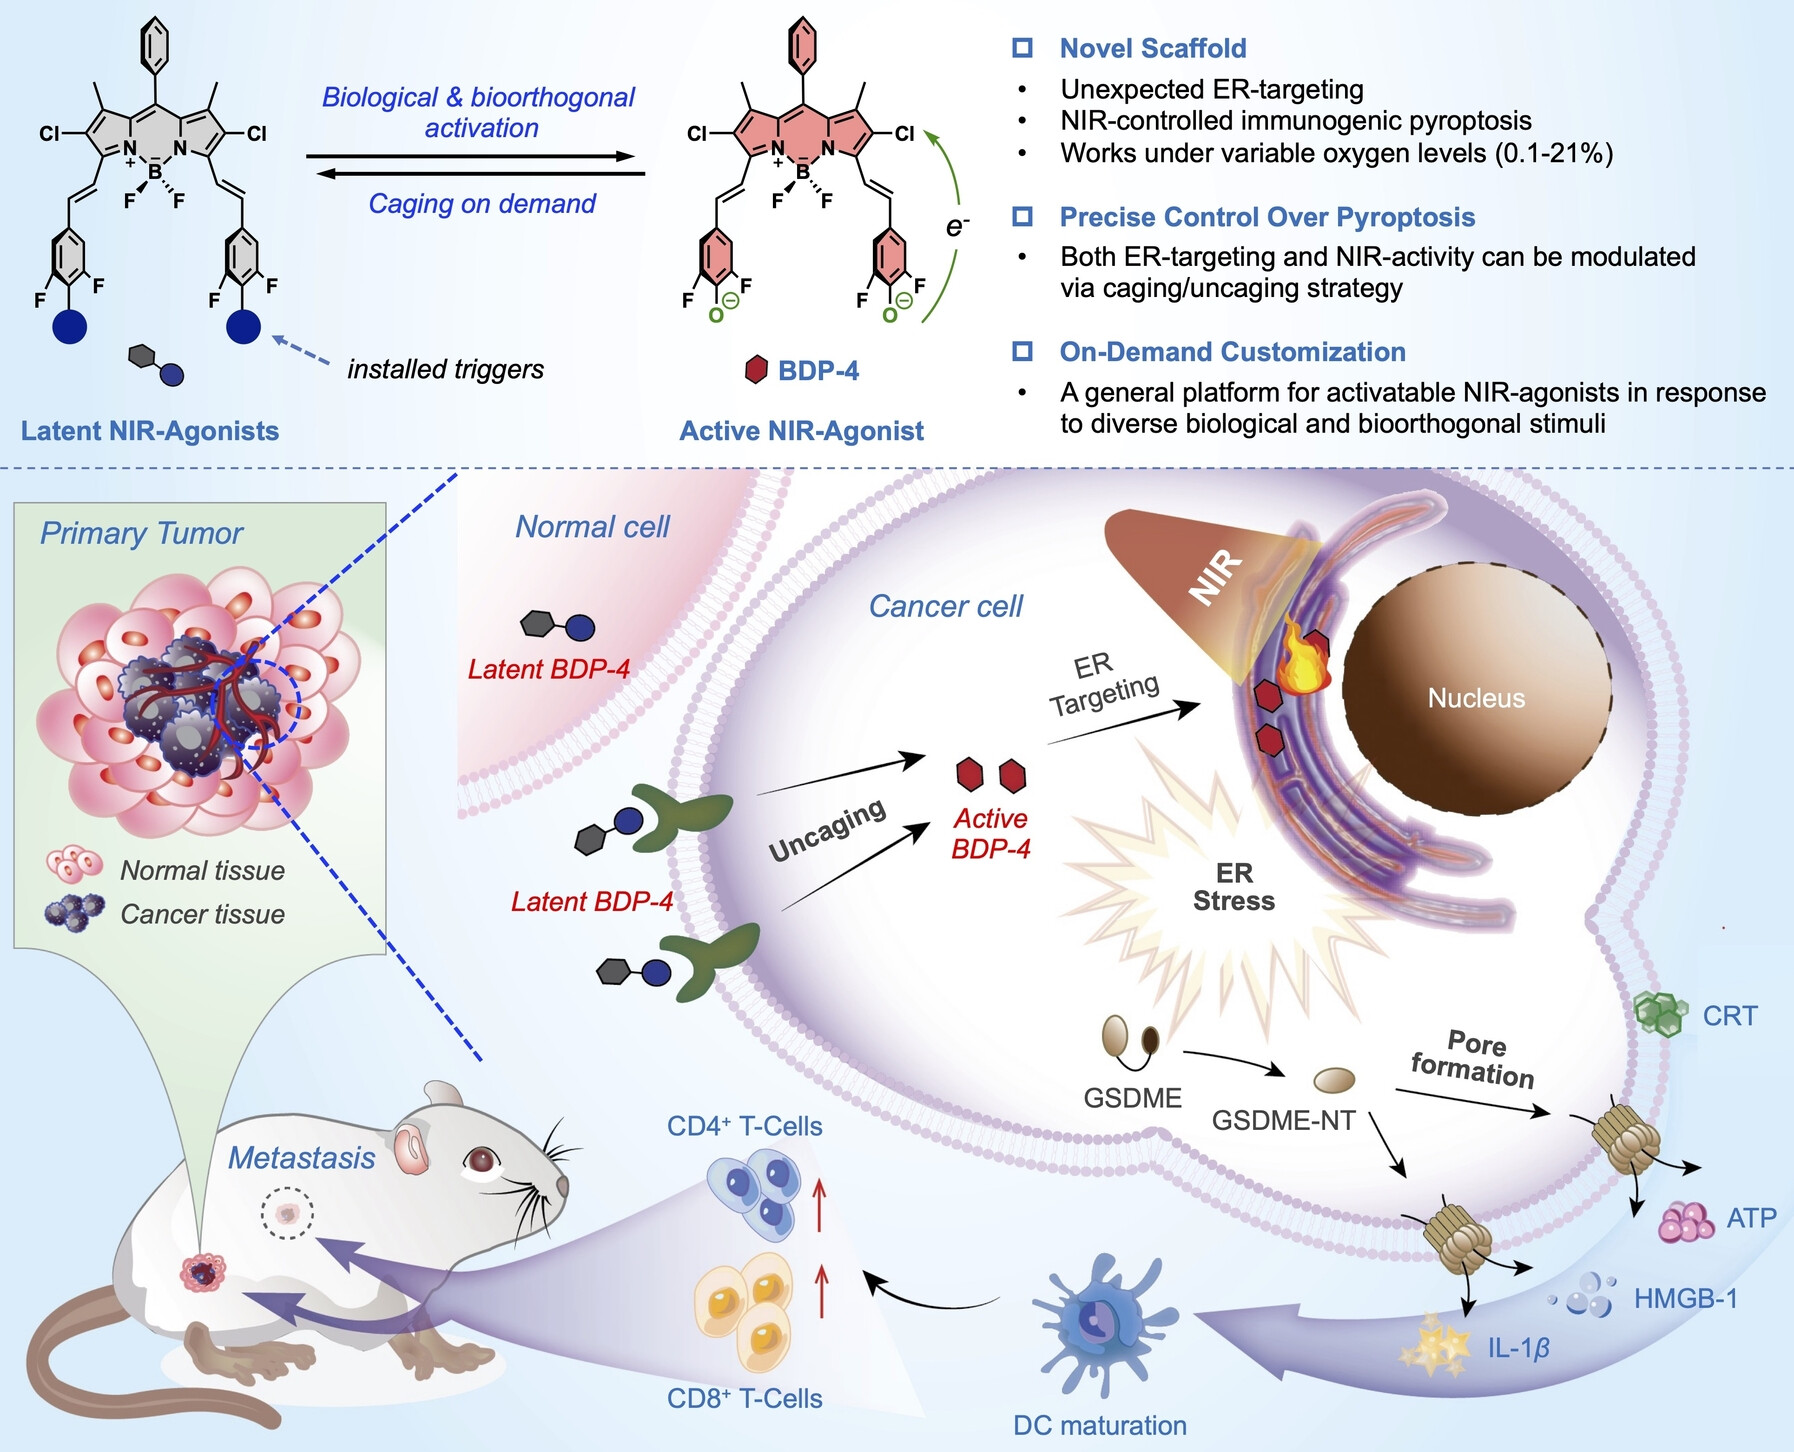 Cl
N
+
N
−
B
F
F
Cl
F
F
F
F
installed triggers
Latent NIR-Agonists
Biological & bioorthogonal
activation
Caging on demand
Cl
N
+
N
−
B
F
F
Cl
e-
F
F
O
−
F
F
O
−
BDP-4
Active NIR-Agonist
Novel Scaffold
• Unexpected ER-targeting
• NIR-controlled immunogenic pyroptosis
• Works under variable oxygen levels (0.1-21%)
Precise Control Over Pyroptosis
• Both ER-targeting and NIR-activity can be modulated
via caging/uncaging strategy
On-Demand Customization
• A general platform for activatable NIR-agonists in response
to diverse biological and bioorthogonal stimuli
Primary Tumor
Normal tissue
Cancer tissue
Normal cell
Latent BDP-4
Cancer cell
Latent BDP-4
Uncaging
Active
BDP-4
ER
Targeting
NIR
Nucleus
ER
Stress
GSDME
GSDME-NT
Pore
formation
CRT
ATP
HMGB-1
IL-1β
DC maturation
CD4+ T-Cells
CD8+ T-Cells
Metastasis